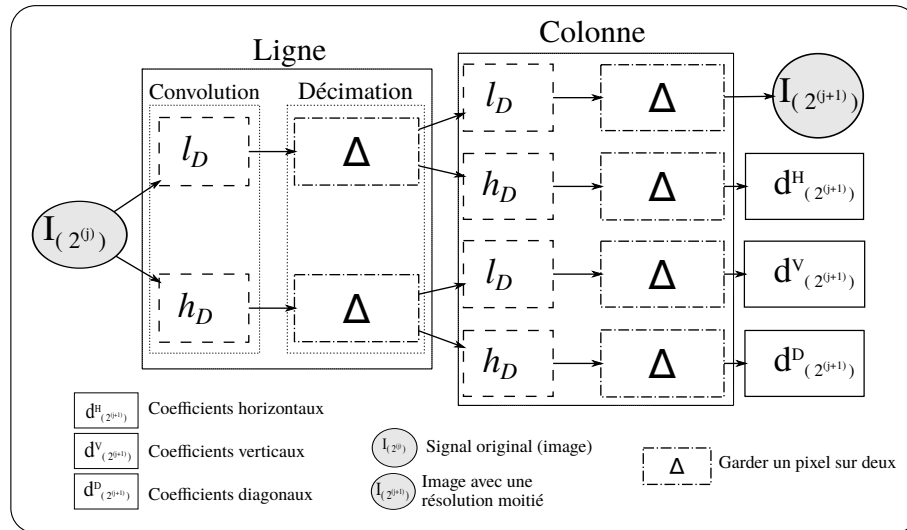 Ligne
Colonne
Convolution
Décimation
l_D
Δ
l_D
Δ
I_(2^(j+1))
h_D
Δ
d^H_(2^(j+1))
I_(2^(j))
h_D
Δ
l_D
Δ
d^V_(2^(j+1))
h_D
Δ
d^D_(2^(j+1))
d^H_(2^(j+1)) Coefficients horizontaux
d^V_(2^(j+1)) Coefficients verticaux
d^D_(2^(j+1)) Coefficients diagonaux
I_(2^(j)) Signal original (image)
I_(2^(j+1)) Image avec une
résolution moitié
Δ Garder un pixel sur deux